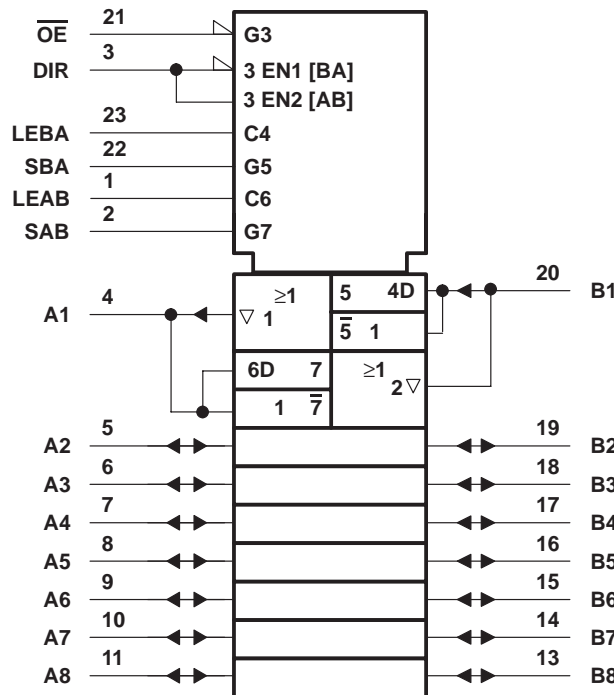 21
O̅E̅ G3
3
DIR 3 EN1 [BA]
3 EN2 [AB]
23
LEBA C4
22
SBA G5
1
LEAB C6
2
SAB G7
4 ≥1 5 4D 20
A1 ▽ 1 B1
5̅ 1
6D 7 ≥1
2 ▽
1 7̅
5 19
A2 B2
6 18
A3 B3
7 17
A4 B4
8 16
A5 B5
9 15
A6 B6
10 14
A7 B7
11 13
A8 B8